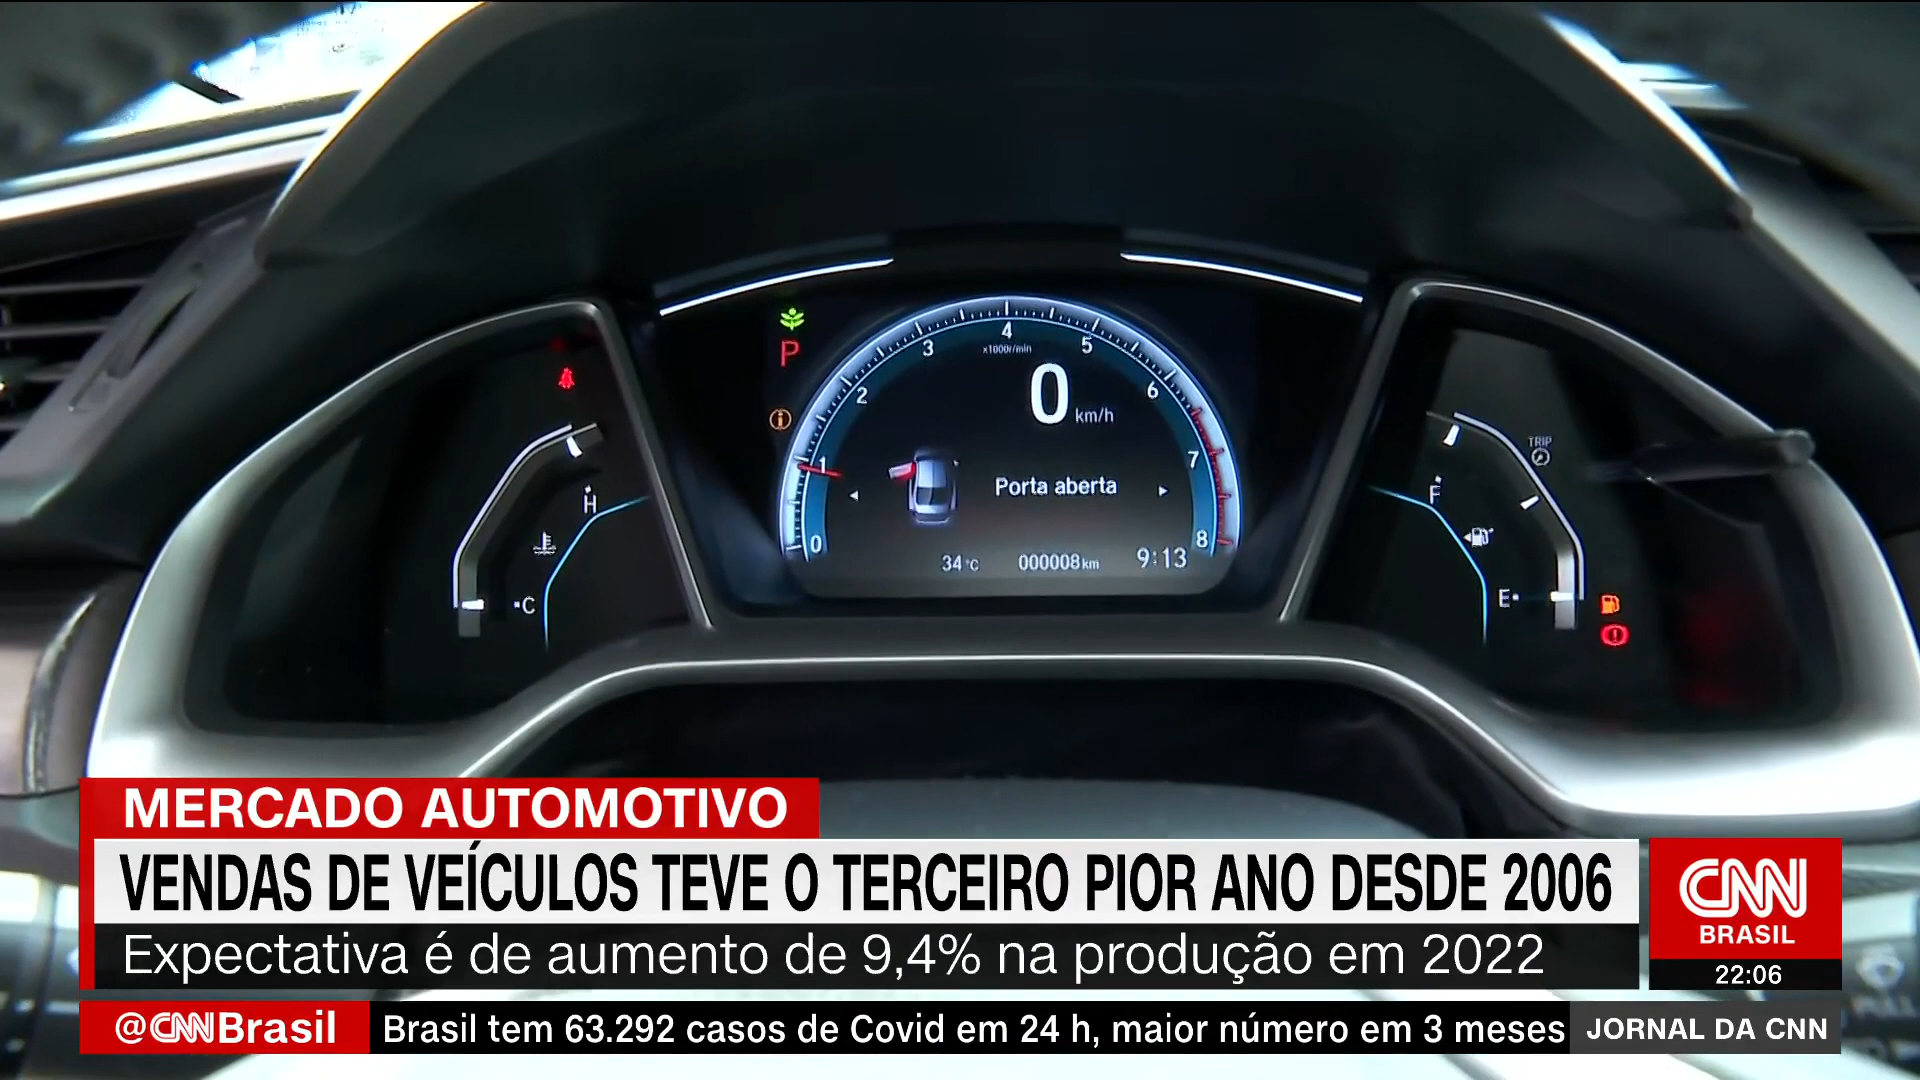 P
0
1
2
3
4
5
6
7
8
x1000r/min
0 km/h
Porta aberta
34°C
000008 km
9:13
H
C
TRIP
F
E
MERCADO AUTOMOTIVO
VENDAS DE VEÍCULOS TEVE O TERCEIRO PIOR ANO DESDE 2006
Expectativa é de aumento de 9,4% na produção em 2022
CNN
BRASIL
22:06
@CNNBrasil
Brasil tem 63.292 casos de Covid em 24 h, maior número em 3 meses
JORNAL DA CNN